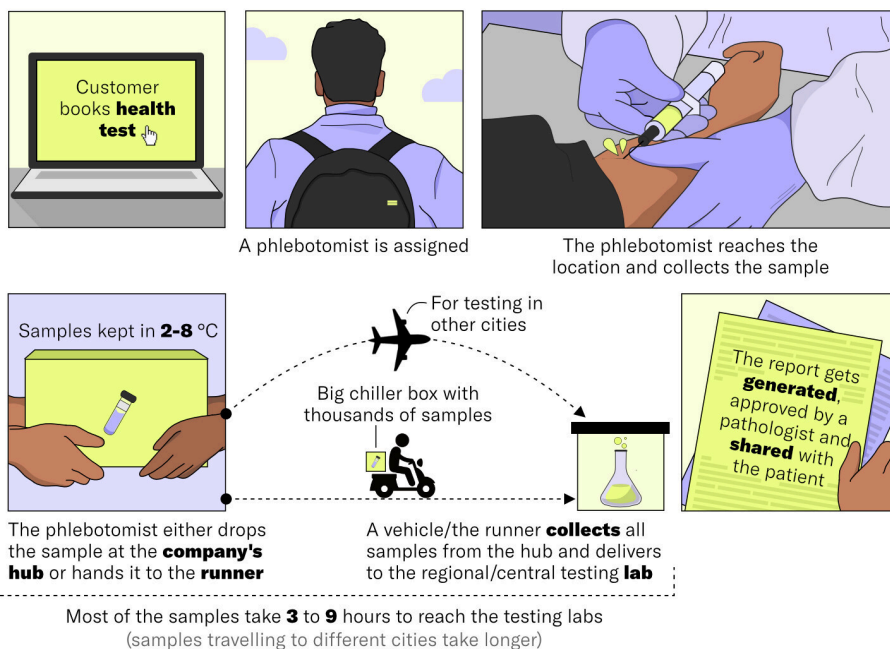 Customer
books health
test
A phlebotomist is assigned
The phlebotomist reaches the
location and collects the sample
Samples kept in 2-8 °C
For testing in
other cities
Big chiller box with
thousands of samples
The report gets
generated,
approved by a
pathologist and
shared with
the patient
The phlebotomist either drops
the sample at the company's
hub or hands it to the runner
A vehicle/the runner collects all
samples from the hub and delivers
to the regional/central testing lab
Most of the samples take 3 to 9 hours to reach the testing labs
(samples travelling to different cities take longer)